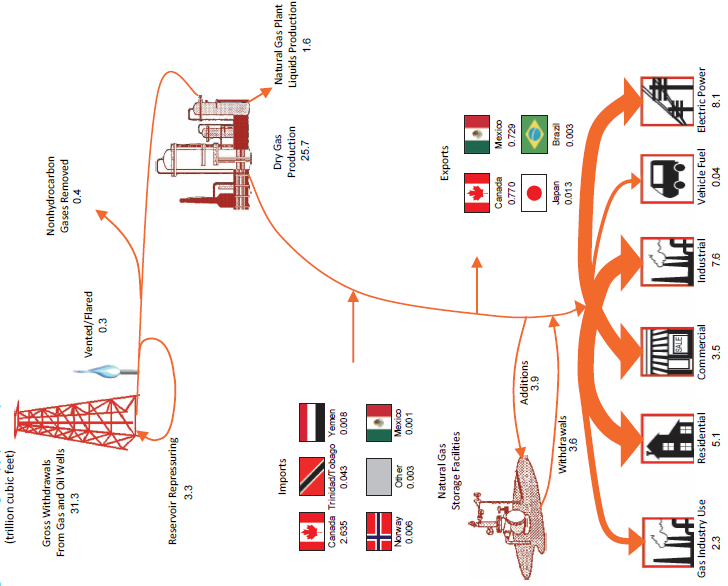 (trillion cubic feet)
Gross Withdrawals
From Gas and Oil Wells
31.3
Vented/Flared
0.3
Reservoir Repressuring
3.3
Nonhydrocarbon
Gases Removed
0.4
Natural Gas Plant
Liquids Production
1.6
Dry Gas
Production
25.7
Imports
Canada
2.635
Trinidad/Tobago
0.043
Yemen
0.008
Norway
0.006
Other
0.003
Mexico
0.001
Exports
Canada
0.770
Mexico
0.729
Japan
0.013
Brazil
0.003
Natural Gas
Storage Facilities
Additions
3.9
Withdrawals
3.6
Gas Industry Use
2.3
Residential
5.1
SALE
Commercial
3.5
Industrial
7.6
Vehicle Fuel
0.04
Electric Power
8.1